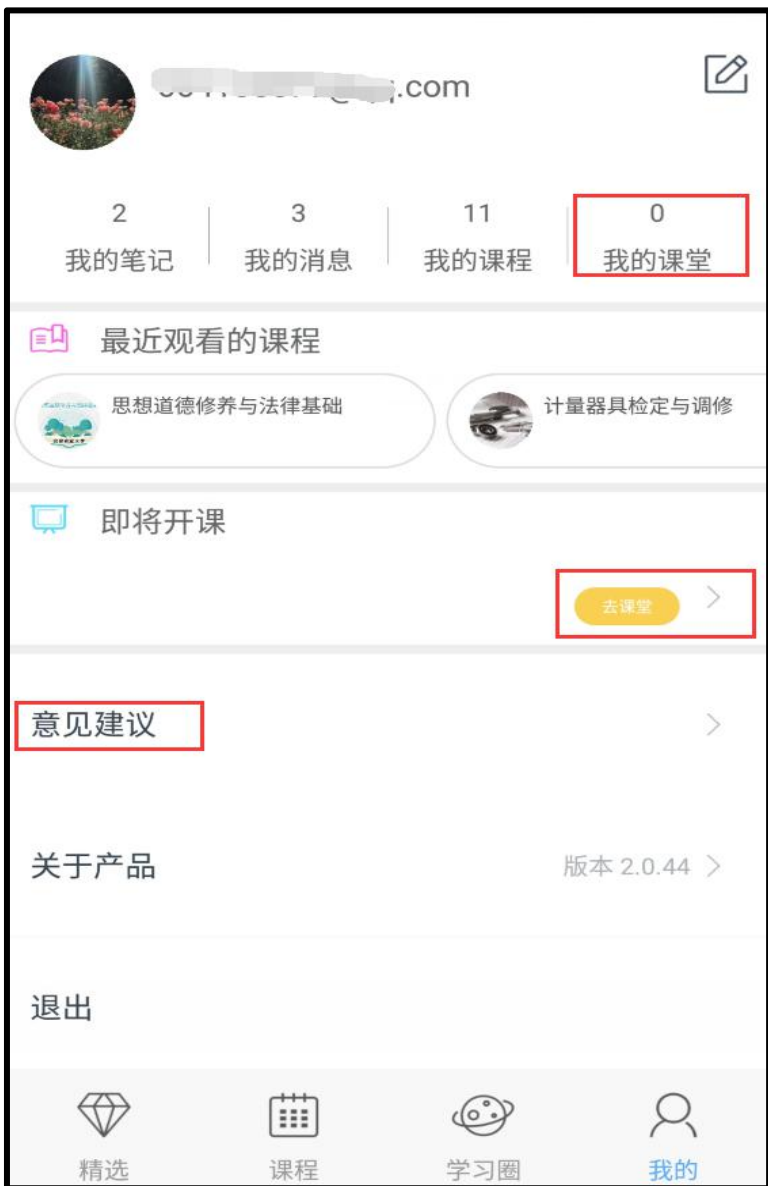 .com
2 3 11 0
我的笔记 我的消息 我的课程 我的课堂
最近观看的课程
思想道德修养与法律基础 计量器具检定与调修
即将开课
去课堂
意见建议
关于产品 版本 2.0.44
退出
精选 课程 学习圈 我的